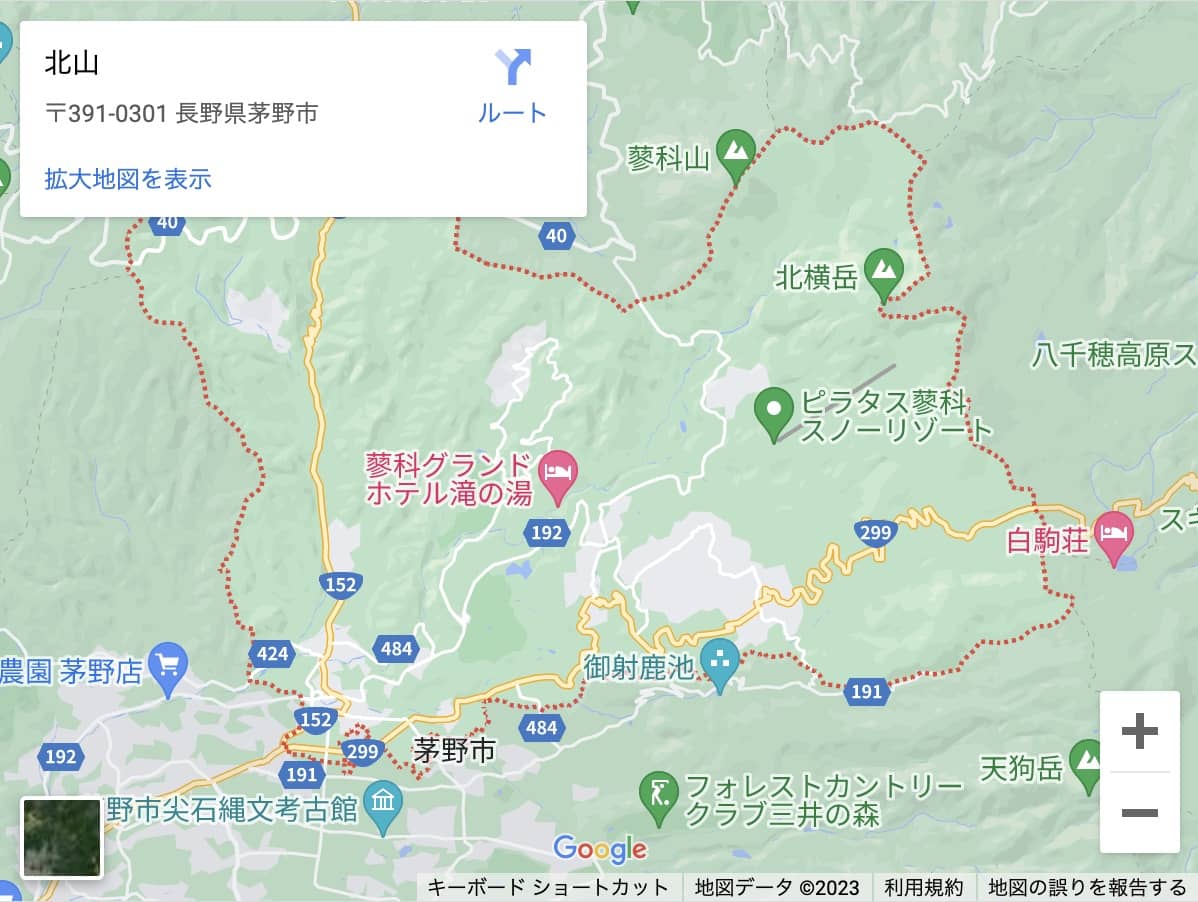 北山
〒391-0301 長野県茅野市
ルート
拡大地図を表示
蓼科山
40
40
北横岳
八千穂高原ス
ピラタス蓼科
スノーリゾート
蓼科グランド
ホテル滝の湯
192
299
白駒荘
スキ
152
424
484
農園 茅野店
御射鹿池
191
152
484
299
茅野市
192
191
天狗岳
野市尖石縄文考古館
フォレストカントリー
クラブ三井の森
Google
キーボード ショートカット
地図データ ©2023
利用規約
地図の誤りを報告する